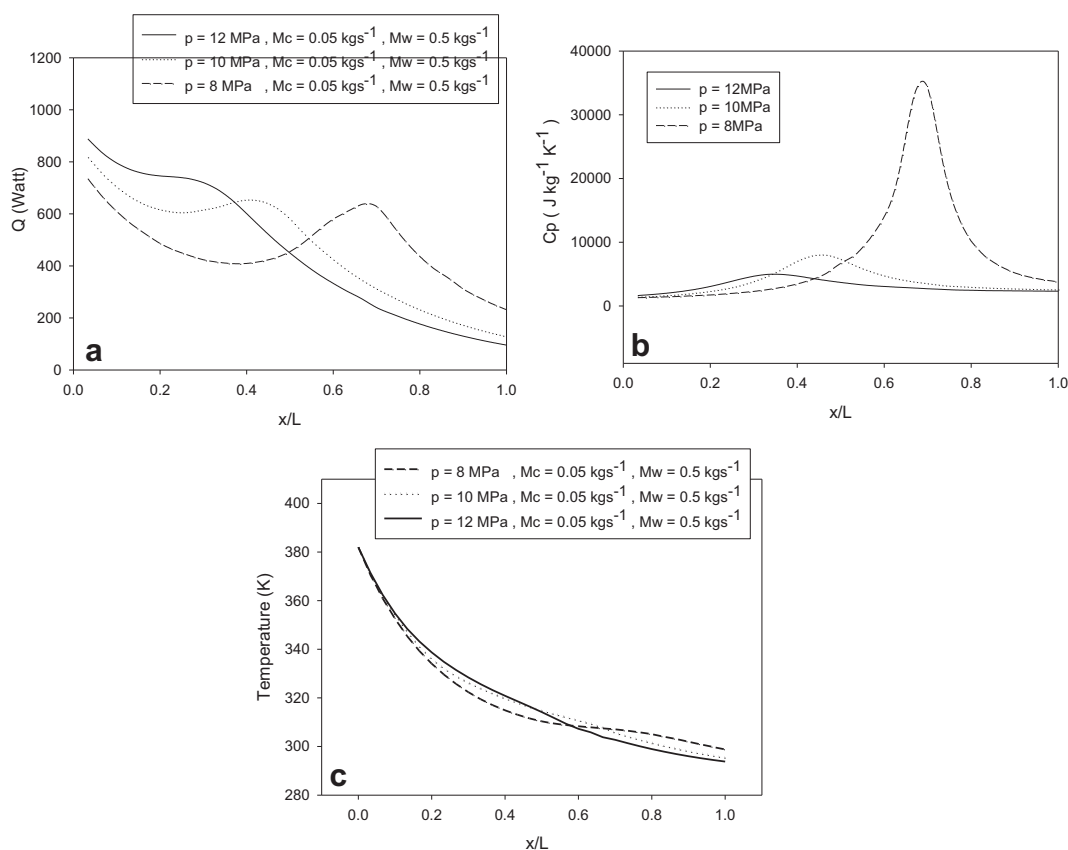 p = 12 MPa , Mc = 0.05 kgs-1 , Mw = 0.5 kgs-1
p = 10 MPa , Mc = 0.05 kgs-1 , Mw = 0.5 kgs-1
p = 8 MPa , Mc = 0.05 kgs-1 , Mw = 0.5 kgs-1
1200
1000
800
600
400
200
0
Q (Watt)
a
0.0 0.2 0.4 0.6 0.8 1.0
x/L
40000
30000
20000
10000
0
Cp ( J kg-1 K-1 )
p = 12MPa
p = 10MPa
p = 8MPa
b
0.0 0.2 0.4 0.6 0.8 1.0
x/L
p = 8 MPa , Mc = 0.05 kgs-1 , Mw = 0.5 kgs-1
p = 10 MPa , Mc = 0.05 kgs-1 , Mw = 0.5 kgs-1
p = 12 MPa , Mc = 0.05 kgs-1 , Mw = 0.5 kgs-1
400
380
360
340
320
300
280
Temperature (K)
c
0.0 0.2 0.4 0.6 0.8 1.0
x/L